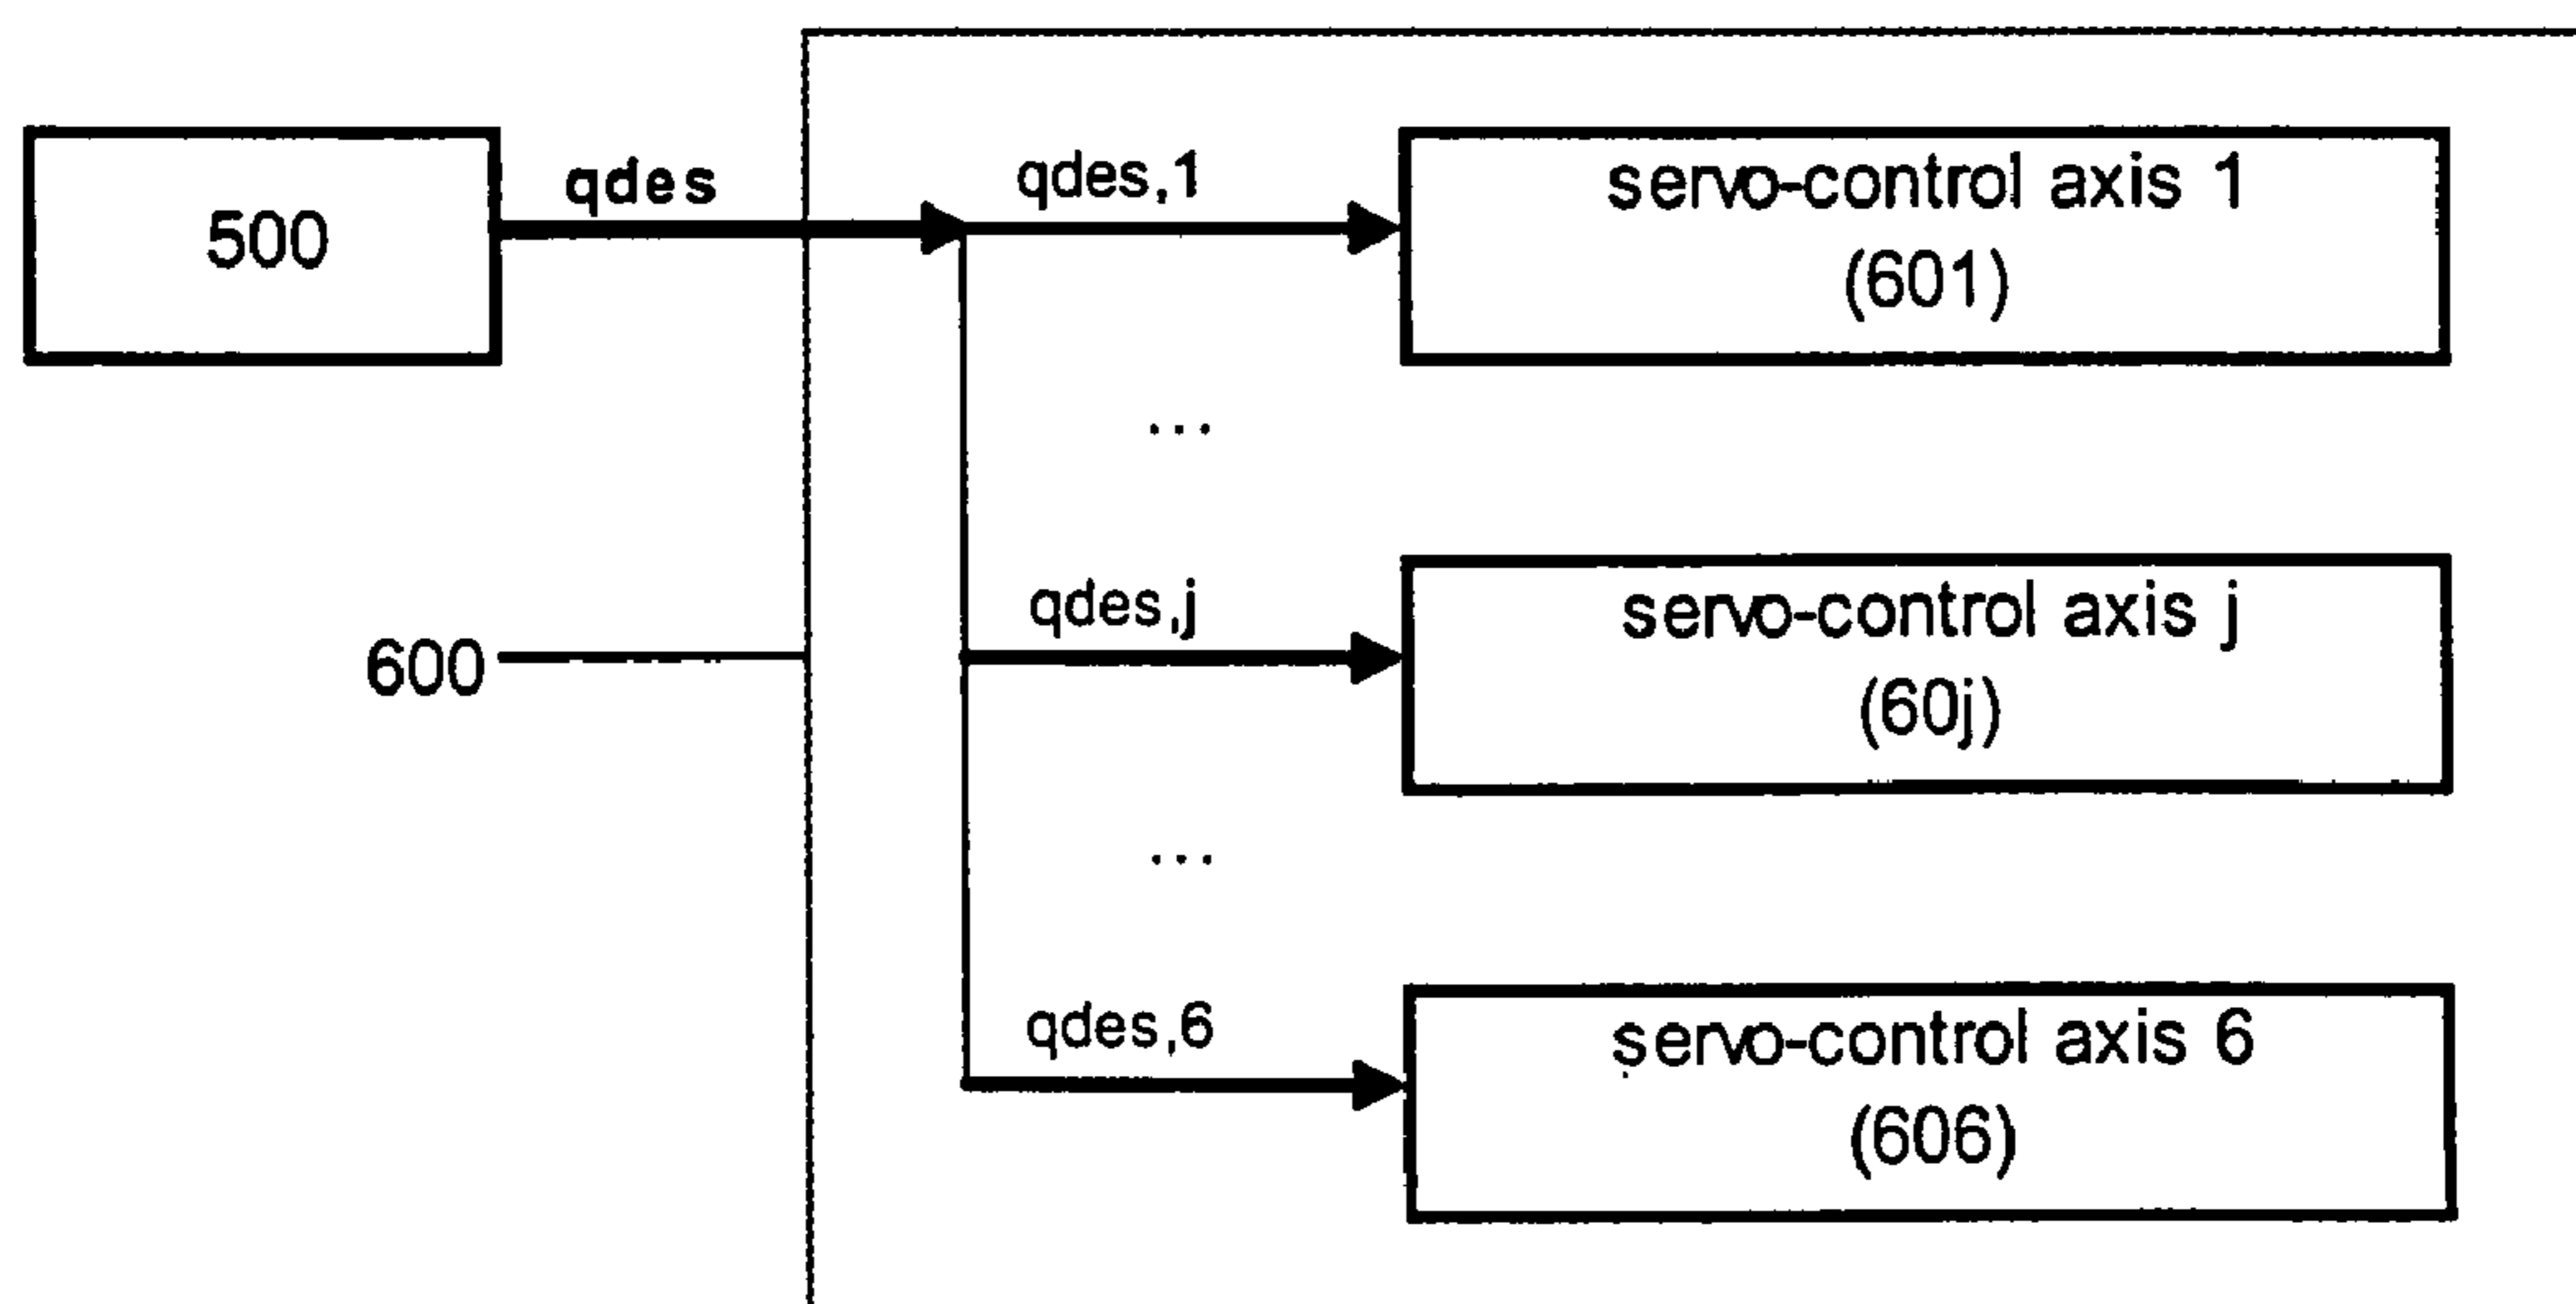 500
qdes
qdes,1
servo-control axis 1
(601)
...
600
qdes,j
servo-control axis j
(60j)
...
qdes,6
servo-control axis 6
(606)